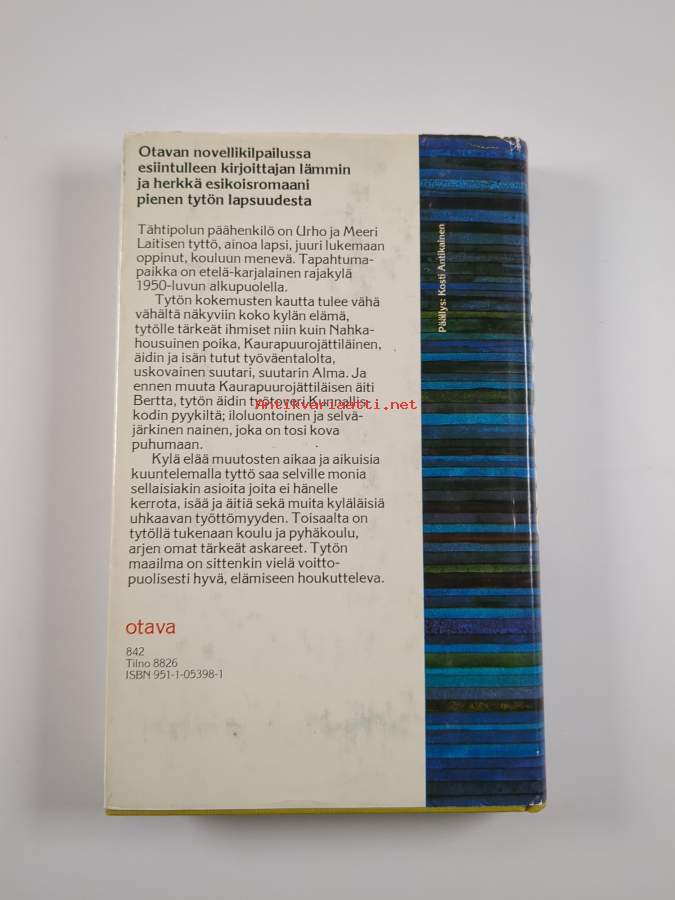 Otavan novellikilpailussa
esiintulleen kirjoittajan lämmin
ja herkkä esikoisromaani
pienen tytön lapsuudesta
Tähtipolun päähenkilö on Urho ja Meeri
Laitisen tyttö, ainoa lapsi, juuri lukemaan
oppinut, kouluun menevä. Tapahtuma-
paikka on etelä-karjalainen rajakylä
1950-luvun alkupuolella.
Tytön kokemusten kautta tulee vähä
vähältä näkyviin koko kylän elämä,
tytölle tärkeät ihmiset niin kuin Nahka-
housuinen poika, Kaurapuurojättiläinen,
äidin ja isän tutut työväentalolta,
uskovainen suutari, suutarin Alma. Ja
ennen muuta Kaurapuurojättiläisen äiti
Bertta, tytön äidin työtoveri Kunnallis-
kodin pyykiltä; iloluontoinen ja selvä-
järkinen nainen, joka on tosi kova
puhumaan.
Kylä elää muutosten aikaa ja aikuisia
kuuntelemalla tyttö saa selville monia
sellaisiakin asioita joita ei hänelle
kerrota, isää ja äitiä sekä muita kyläläisiä
uhkaavan työttömyyden. Toisaalta on
tytöllä tukenaan koulu ja pyhäkoulu,
arjen omat tärkeät askareet. Tytön
maailma on sittenkin vielä voitto-
puolisesti hyvä, elämiseen houkutteleva.
otava
842
Tilno 8826
ISBN 951-1-05398-1
Päällys: Kosti Antikainen
Antikvariaatti.net